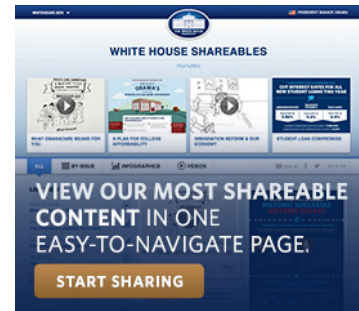 WHITEHOUSE.GOV
PRESIDENT BARACK OBAMA
WHITE HOUSE SHAREABLES
FEATURED
WHAT OBAMACARE MEANS FOR YOU
OBAMA'S
A PLAN FOR COLLEGE AFFORDABILITY
IMMIGRATION REFORM & OUR ECONOMY
CUT INTEREST RATES FOR ALL
NEW STUDENT LOANS THIS YEAR
STUDENT LOAN COMPROMISE
ALL
BY ISSUE
INFOGRAPHICS
VIDEOS
VIEW OUR MOST SHAREABLE
CONTENT IN ONE
EASY-TO-NAVIGATE PAGE.
START SHARING